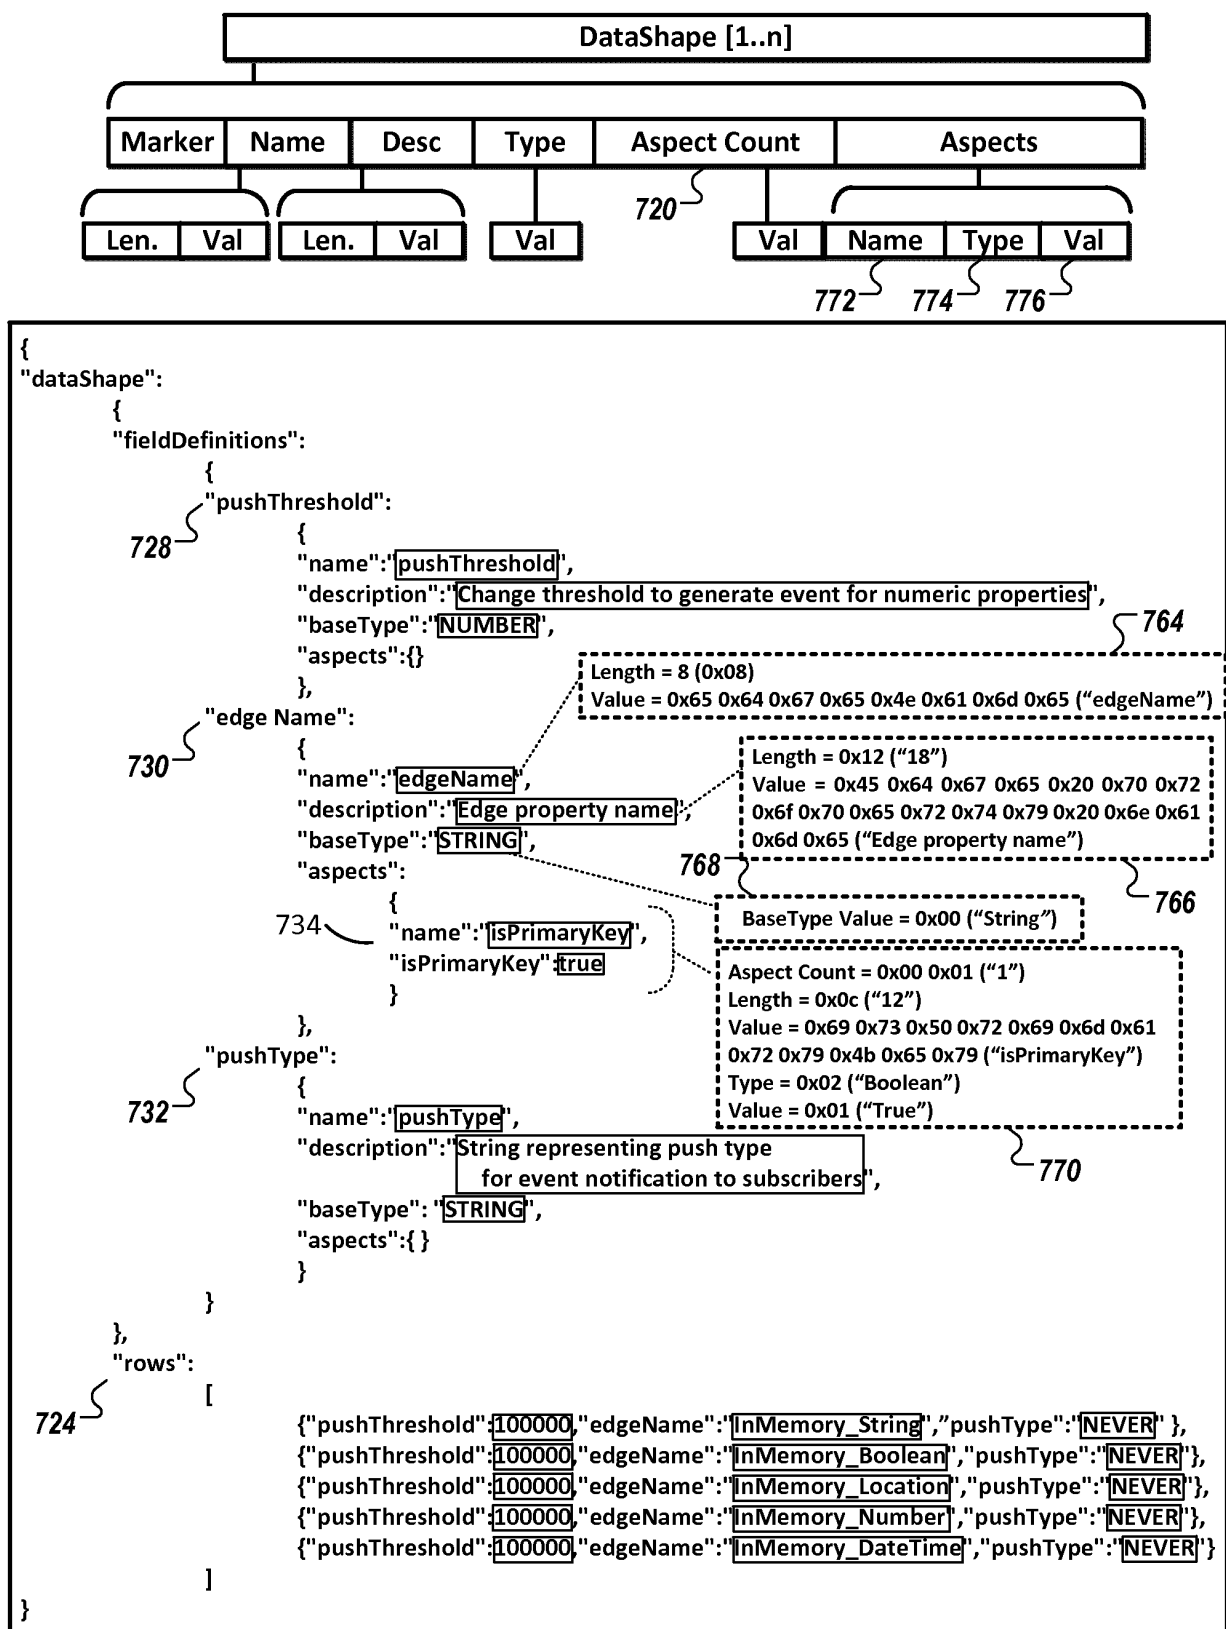 DataShape [1..n]
Marker Name Desc Type Aspect Count Aspects
720
Len. Val Len. Val Val Val Name Type Val
772 774 776
{
"dataShape":
{
"fieldDefinitions":
{
"pushThreshold":
728
{
"name":"pushThreshold",
"description":"Change threshold to generate event for numeric properties",
"baseType":"NUMBER",
764
"aspects":{}
},
Length = 8 (0x08)
Value = 0x65 0x64 0x67 0x65 0x4e 0x61 0x6d 0x65 (“edgeName”)
"edge Name":
730
{
"name":"edgeName",
"description":"Edge property name",
"baseType":"STRING",
"aspects":
Length = 0x12 (“18”)
Value = 0x45 0x64 0x67 0x65 0x20 0x70 0x72
0x6f 0x70 0x65 0x72 0x74 0x79 0x20 0x6e 0x61
0x6d 0x65 (“Edge property name”)
768
766
{
734
"name":"isPrimaryKey",
"isPrimaryKey":true
}
},
BaseType Value = 0x00 (“String”)
Aspect Count = 0x00 0x01 (“1”)
Length = 0x0c (“12”)
Value = 0x69 0x73 0x50 0x72 0x69 0x6d 0x61
0x72 0x79 0x4b 0x65 0x79 (“isPrimaryKey”)
Type = 0x02 (“Boolean”)
Value = 0x01 (“True”)
770
"pushType":
732
{
"name":"pushType",
"description":"String representing push type
for event notification to subscribers",
"baseType": "STRING",
"aspects":{ }
}
}
},
"rows":
724
[
{"pushThreshold":100000,"edgeName":"InMemory_String",”pushType":"NEVER" },
{"pushThreshold":100000,"edgeName":"InMemory_Boolean","pushType":"NEVER"},
{"pushThreshold":100000,"edgeName":"InMemory_Location","pushType":"NEVER"},
{"pushThreshold":100000,"edgeName":"InMemory_Number","pushType":"NEVER"},
{"pushThreshold":100000,"edgeName":"InMemory_DateTime","pushType":"NEVER"}
]
}